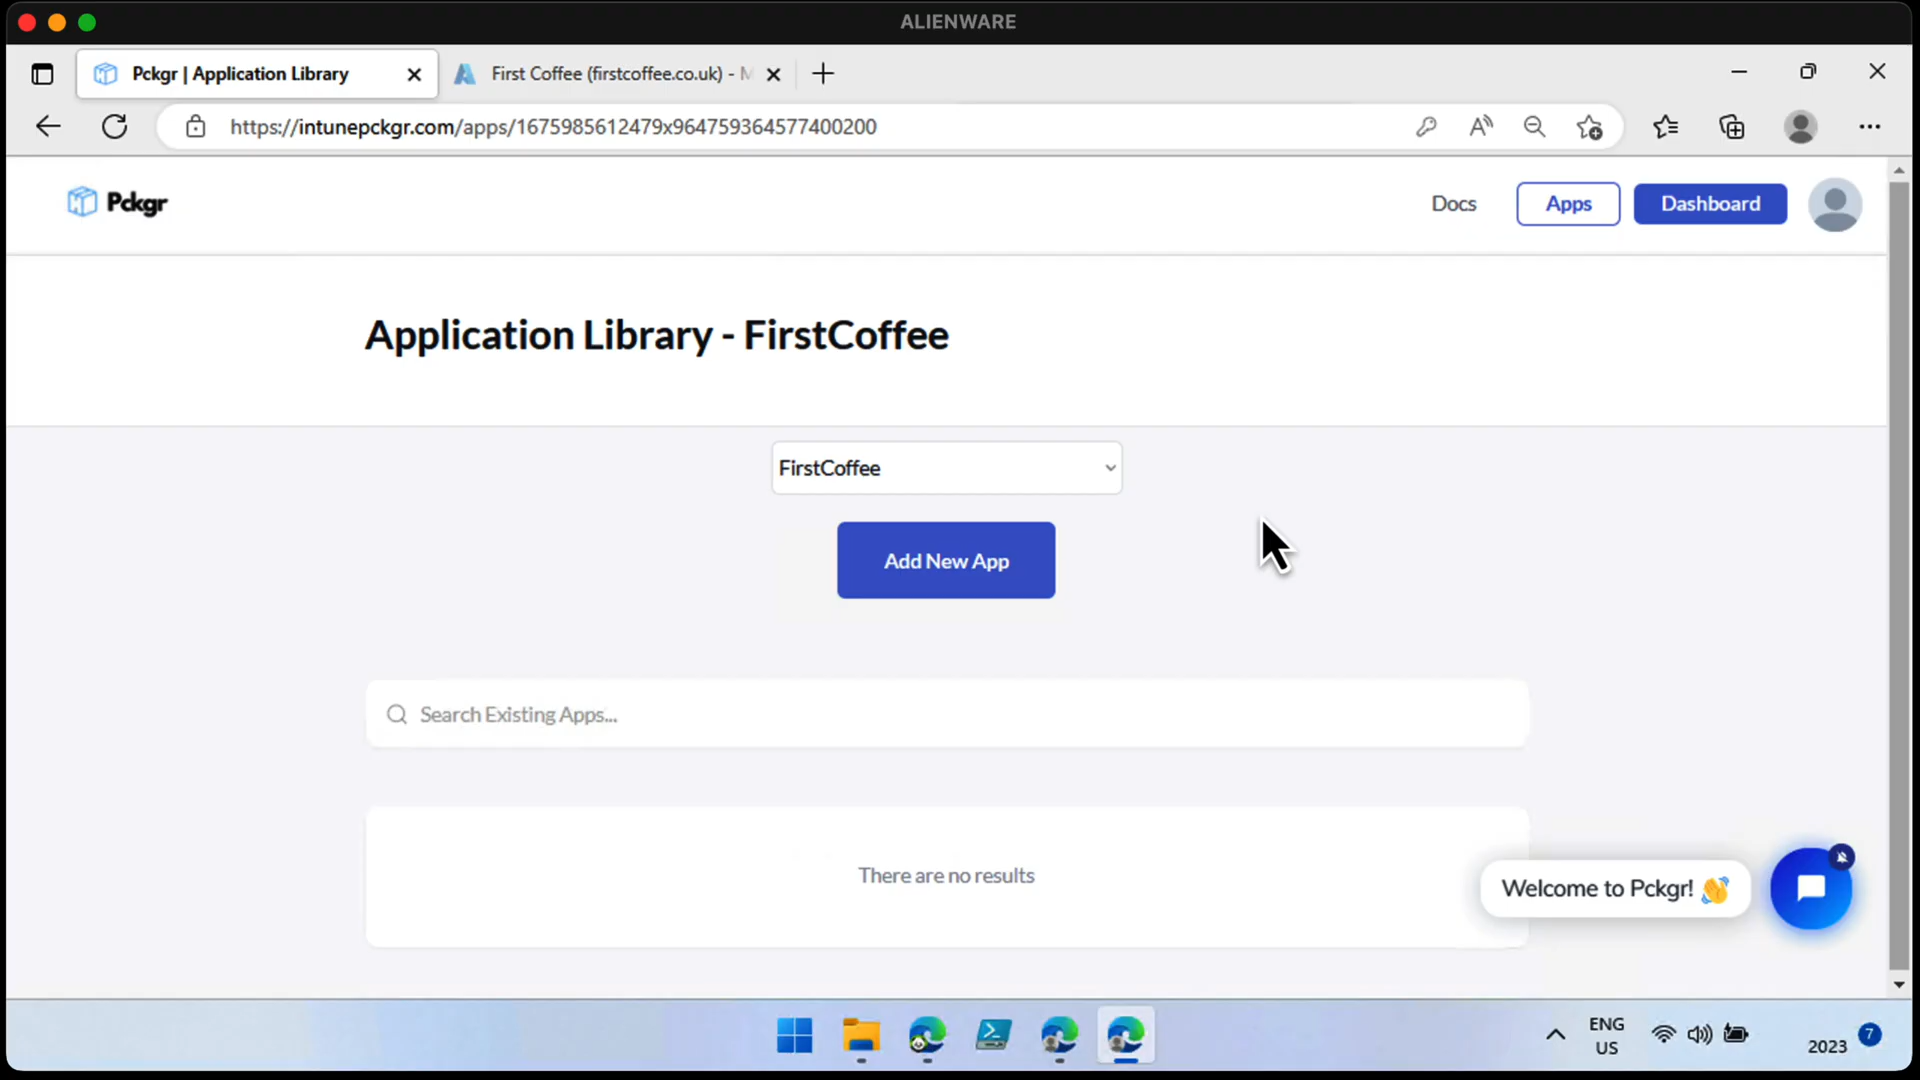 ALIENWARE
Pckgr | Application Library
First Coffee (firstcoffee.co.uk) - M
https://intunepckgr.com/apps/1675985612479x964759364577400200
Pckgr
Docs
Apps
Dashboard
Application Library - FirstCoffee
FirstCoffee
Add New App
Search Existing Apps...
There are no results
Welcome to Pckgr! 👋
ENG
US
2023
7